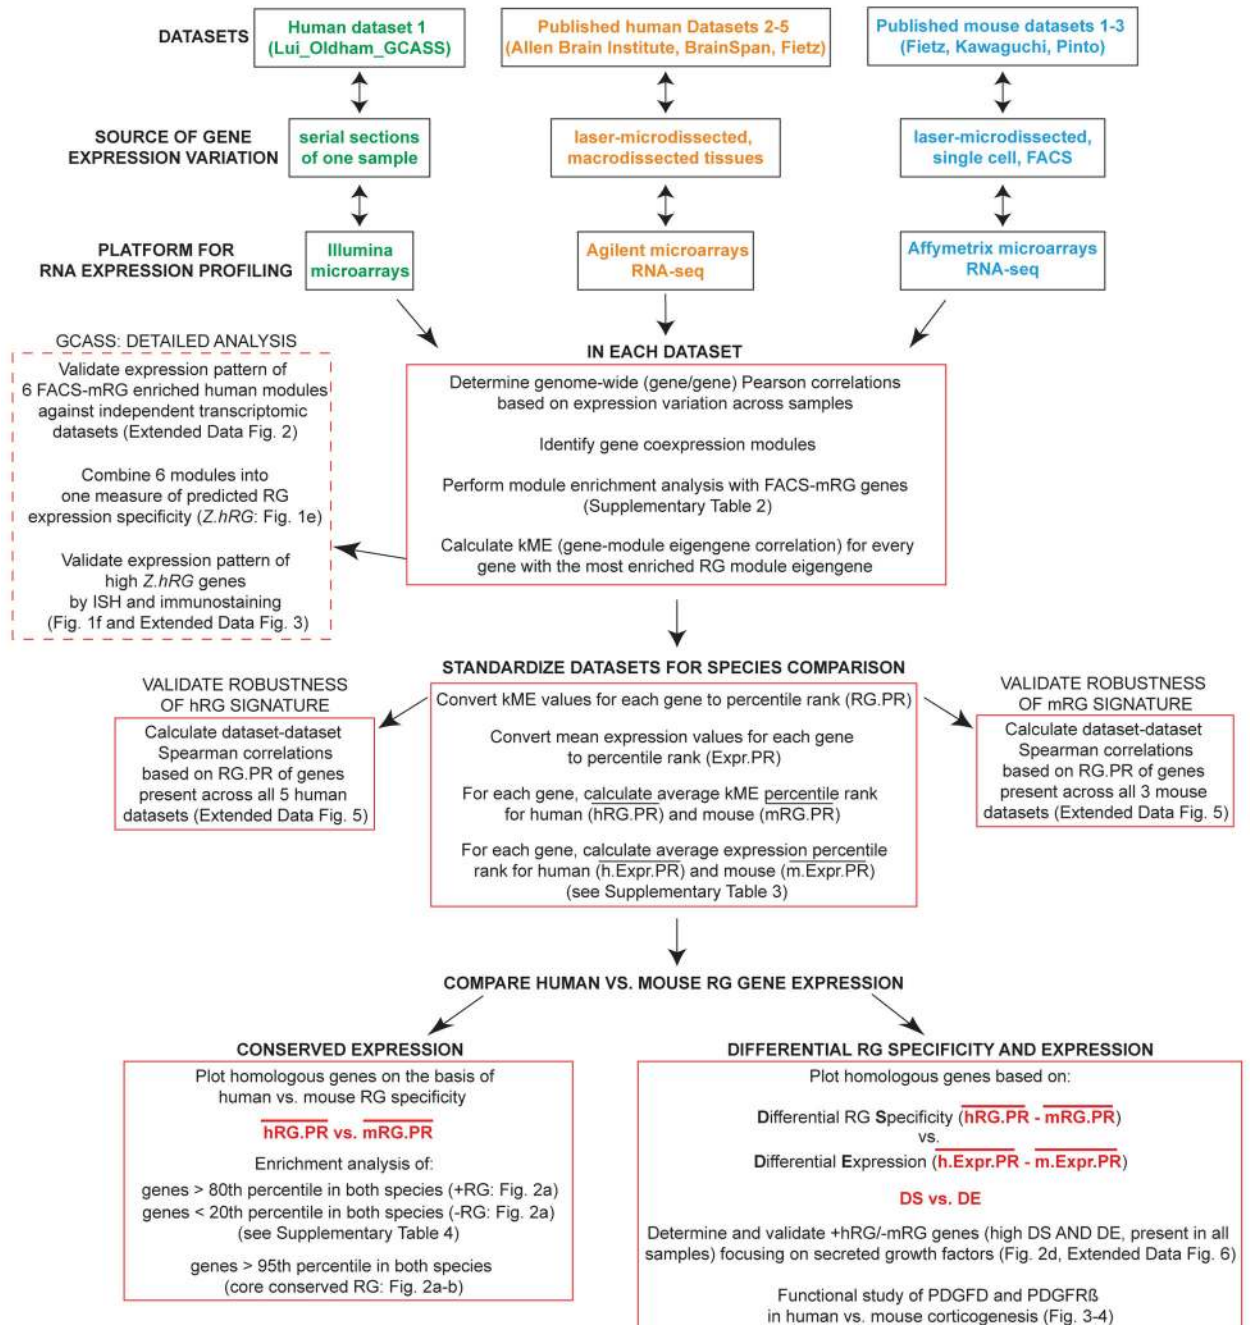 DATASETS
Human dataset 1
(Lui_Oldham_GCASS)
Published human Datasets 2-5
(Allen Brain Institute, BrainSpan, Fietz)
Published mouse datasets 1-3
(Fietz, Kawaguchi, Pinto)
SOURCE OF GENE
EXPRESSION VARIATION
serial sections
of one sample
laser-microdissected,
macrodissected tissues
laser-microdissected,
single cell, FACS
PLATFORM FOR
RNA EXPRESSION PROFILING
Illumina
microarrays
Agilent microarrays
RNA-seq
Affymetrix microarrays
RNA-seq
GCASS: DETAILED ANALYSIS
Validate expression pattern of
6 FACS-mRG enriched human modules
against independent transcriptomic
datasets (Extended Data Fig. 2)
Combine 6 modules into
one measure of predicted RG
expression specificity (Z.hRG: Fig. 1e)
Validate expression pattern of
high Z.hRG genes
by ISH and immunostaining
(Fig. 1f and Extended Data Fig. 3)
IN EACH DATASET
Determine genome-wide (gene/gene) Pearson correlations
based on expression variation across samples
Identify gene coexpression modules
Perform module enrichment analysis with FACS-mRG genes
(Supplementary Table 2)
Calculate kME (gene-module eigengene correlation) for every
gene with the most enriched RG module eigengene
STANDARDIZE DATASETS FOR SPECIES COMPARISON
VALIDATE ROBUSTNESS
OF hRG SIGNATURE
Calculate dataset-dataset
Spearman correlations
based on RG.PR of genes
present across all 5 human
datasets (Extended Data Fig. 5)
Convert kME values for each gene to percentile rank (RG.PR)
Convert mean expression values for each gene
to percentile rank (Expr.PR)
For each gene, calculate average kME percentile rank
for human (hRG.PR) and mouse (mRG.PR)
For each gene, calculate average expression percentile
rank for human (h.Expr.PR) and mouse (m.Expr.PR)
(see Supplementary Table 3)
VALIDATE ROBUSTNESS
OF mRG SIGNATURE
Calculate dataset-dataset
Spearman correlations
based on RG.PR of genes
present across all 3 mouse
datasets (Extended Data Fig. 5)
COMPARE HUMAN VS. MOUSE RG GENE EXPRESSION
CONSERVED EXPRESSION
Plot homologous genes on the basis of
human vs. mouse RG specificity
hRG.PR vs. mRG.PR
Enrichment analysis of:
genes > 80th percentile in both species (+RG: Fig. 2a)
genes < 20th percentile in both species (-RG: Fig. 2a)
(see Supplementary Table 4)
genes > 95th percentile in both species
(core conserved RG: Fig. 2a-b)
DIFFERENTIAL RG SPECIFICITY AND EXPRESSION
Plot homologous genes based on:
Differential RG Specificity (hRG.PR - mRG.PR)
vs.
Differential Expression (h.Expr.PR - m.Expr.PR)
DS vs. DE
Determine and validate +hRG/-mRG genes (high DS AND DE, present in all
samples) focusing on secreted growth factors (Fig. 2d, Extended Data Fig. 6)
Functional study of PDGFD and PDGFRß
in human vs. mouse corticogenesis (Fig. 3-4)